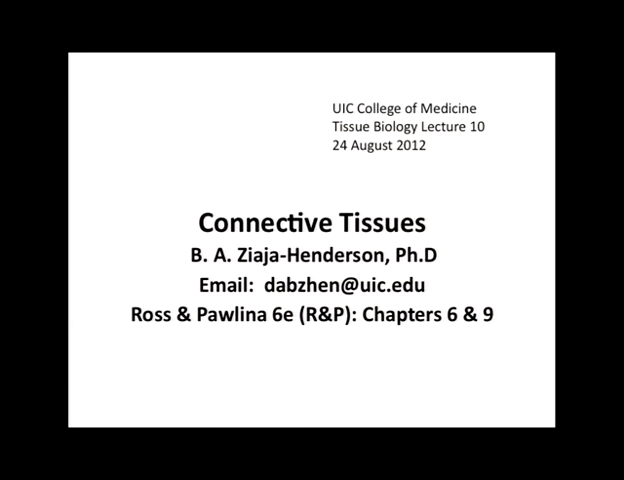 UIC College of Medicine
Tissue Biology Lecture 10
24 August 2012
Connective Tissues
B. A. Ziaja-Henderson, Ph.D
Email:  dabzhen@uic.edu
Ross & Pawlina 6e (R&P): Chapters 6 & 9